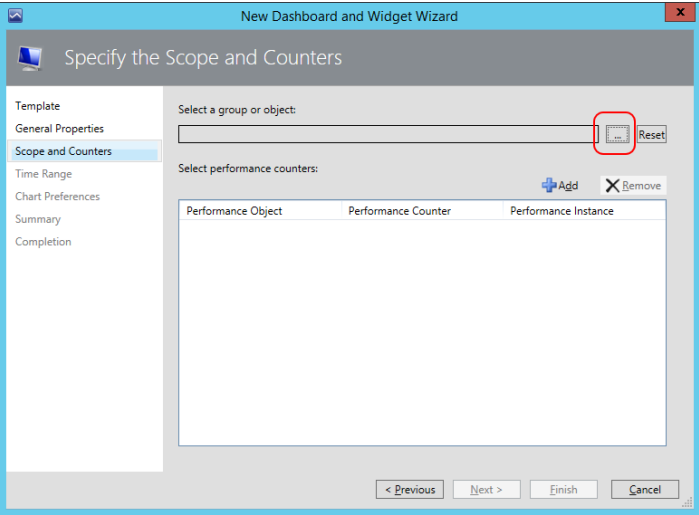 New Dashboard and Widget Wizard
x
Specify the Scope and Counters
Template
General Properties
Scope and Counters
Time Range
Chart Preferences
Summary
Completion
Select a group or object:
... Reset
Select performance counters:
Add Remove
Performance Object Performance Counter Performance Instance
< Previous Next > Finish Cancel